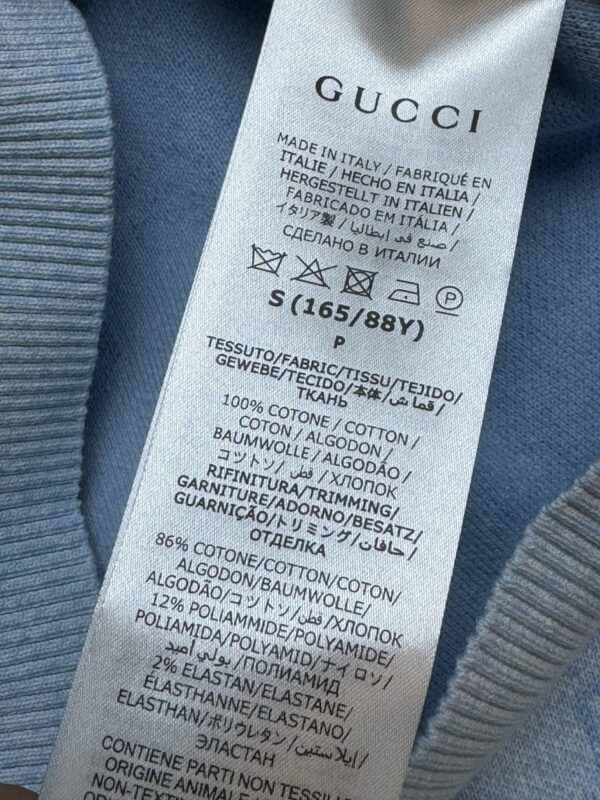 GUCCI
MADE IN ITALY / FABRIQUÉ EN
ITALIE / HECHO EN ITALIA /
HERGESTELLT IN ITALIEN /
FABRICADO EM ITÁLIA /
イタリア製 / صنع في إيطاليا /
СДЕЛАНО В ИТАЛИИ
P
S (165/88Y)
P
TESSUTO/FABRIC/TISSU/TEJIDO/
GEWEBE/TECIDO/本体/قماش/
ТКАНЬ
100% COTONE / COTTON /
COTON / ALGODON /
BAUMWOLLE / ALGODÃO /
コットン / قطن /ХЛОПОК
RIFINITURA/TRIMMING/
GARNITURE/ADORNO/BESATZ/
GUARNIÇÃO/トリミング/حافات/
ОТДЕЛКА
86% COTONE/COTTON/COTON/
ALGODON/BAUMWOLLE/
ALGODÃO/コットン/قطن/ХЛОПОК
12% POLIAMMIDE/POLYAMIDE/
POLIAMIDA/POLYAMID/ナイロン/
بولي أميد/ПОЛИАМИД
2% ELASTAN/ELASTANE/
ÉLASTHANNE/ELASTANO/
ELASTHAN/ポリウレタン/إيلاستين/
ЭЛАСТАН
CONTIENE PARTI NON TESSILI
ORIGINE ANIMALE
NON-TEXT